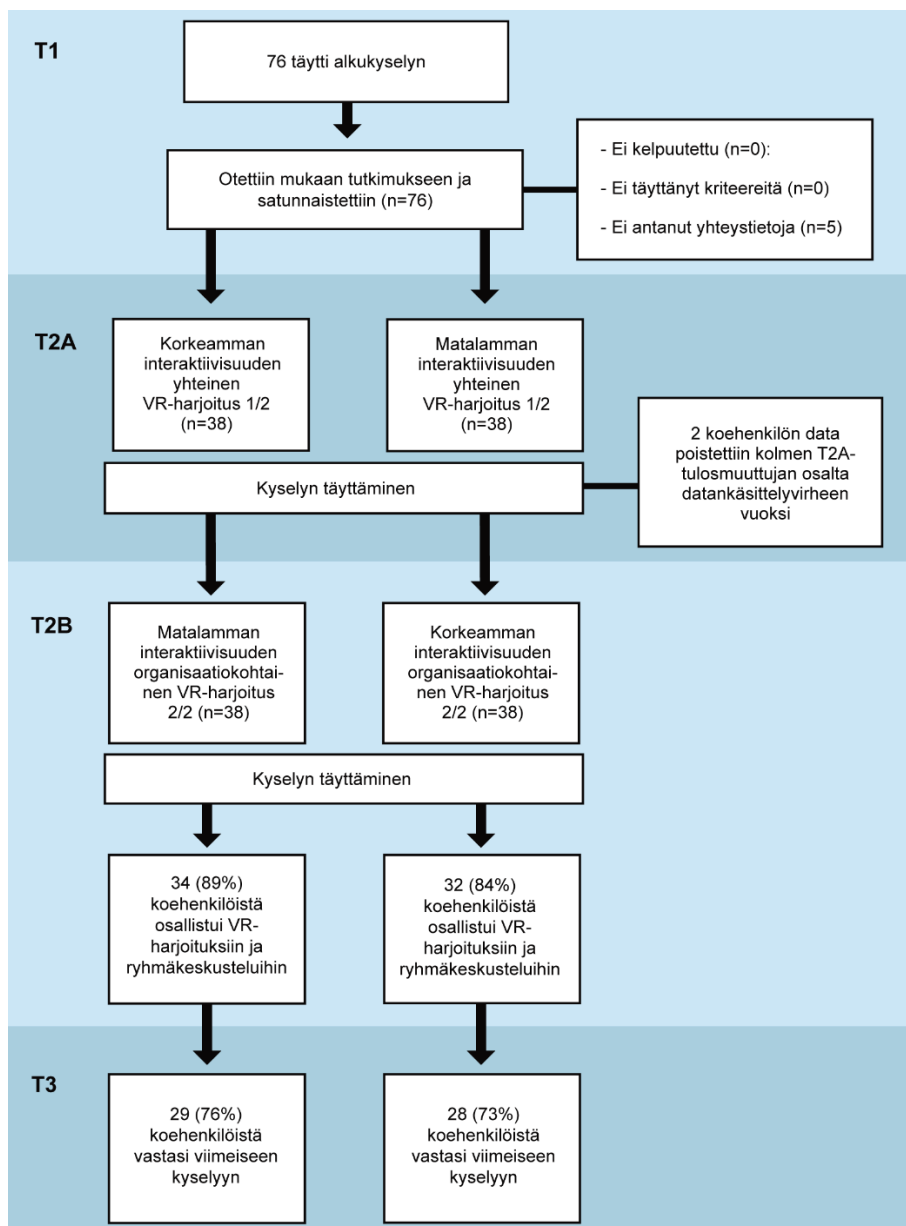 T1
76 täytti alkukyselyn
Otettiin mukaan tutkimukseen ja
satunnaistettiin (n=76)
- Ei kelpuutettu (n=0):
- Ei täyttänyt kriteereitä (n=0)
- Ei antanut yhteystietoja (n=5)
T2A
Korkeamman
interaktiivisuuden
yhteinen
VR-harjoitus 1/2
(n=38)
Matalamman
interaktiivisuuden
yhteinen
VR-harjoitus 1/2
(n=38)
Kyselyn täyttäminen
2 koehenkilön data
poistettiin kolmen T2A-
tulosmuuttujan osalta
datankäsittelyvirheen
vuoksi
T2B
Matalamman
interaktiivisuuden
organisaatiokohtai-
nen VR-harjoitus
2/2 (n=38)
Korkeamman
interaktiivisuuden
organisaatiokohtai-
nen VR-harjoitus
2/2 (n=38)
Kyselyn täyttäminen
34 (89%)
koehenkilöistä
osallistui VR-
harjoituksiin ja
ryhmäkeskusteluihin
32 (84%)
koehenkilöistä
osallistui VR-
harjoituksiin ja
ryhmäkeskusteluihin
T3
29 (76%)
koehenkilöistä
vastasi viimeiseen
kyselyyn
28 (73%)
koehenkilöistä
vastasi viimeiseen
kyselyyn